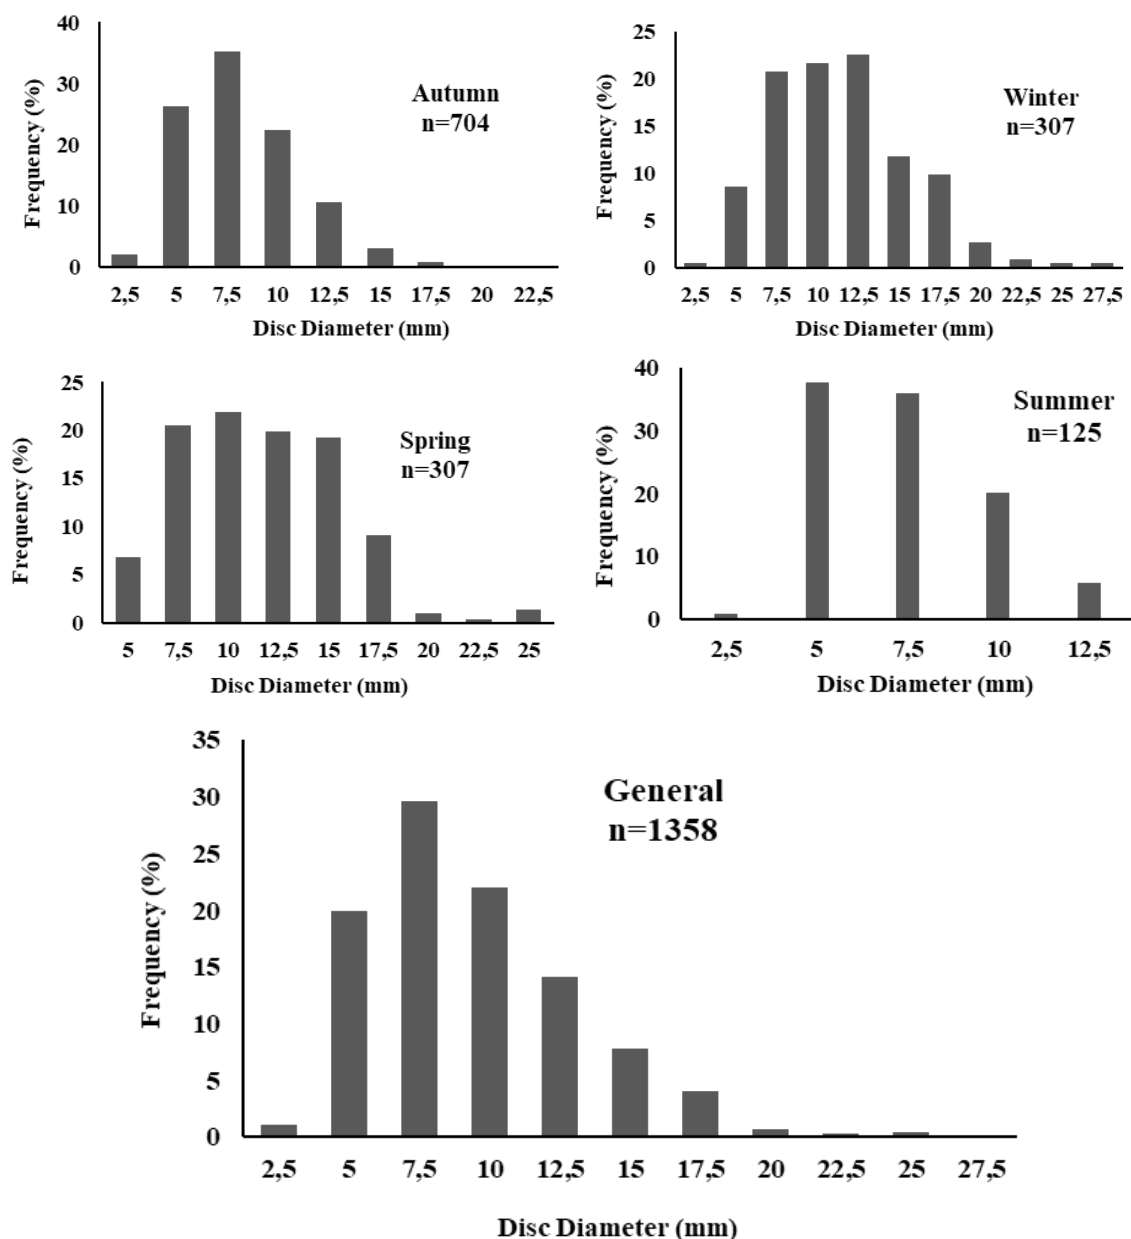 40
30
20
10
0
Frequency (%)
Autumn
n=704
2,5 5 7,5 10 12,5 15 17,5 20 22,5
Disc Diameter (mm)
25
20
15
10
5
0
Frequency (%)
Winter
n=307
2,5 5 7,5 10 12,5 15 17,5 20 22,5 25 27,5
Disc Diameter (mm)
25
20
15
10
5
0
Frequency (%)
Spring
n=307
5 7,5 10 12,5 15 17,5 20 22,5 25
Disc Diameter (mm)
40
30
20
10
0
Frequency (%)
Summer
n=125
2,5 5 7,5 10 12,5
Disc Diameter (mm)
35
30
25
20
15
10
5
0
Frequency (%)
General
n=1358
2,5 5 7,5 10 12,5 15 17,5 20 22,5 25 27,5
Disc Diameter (mm)